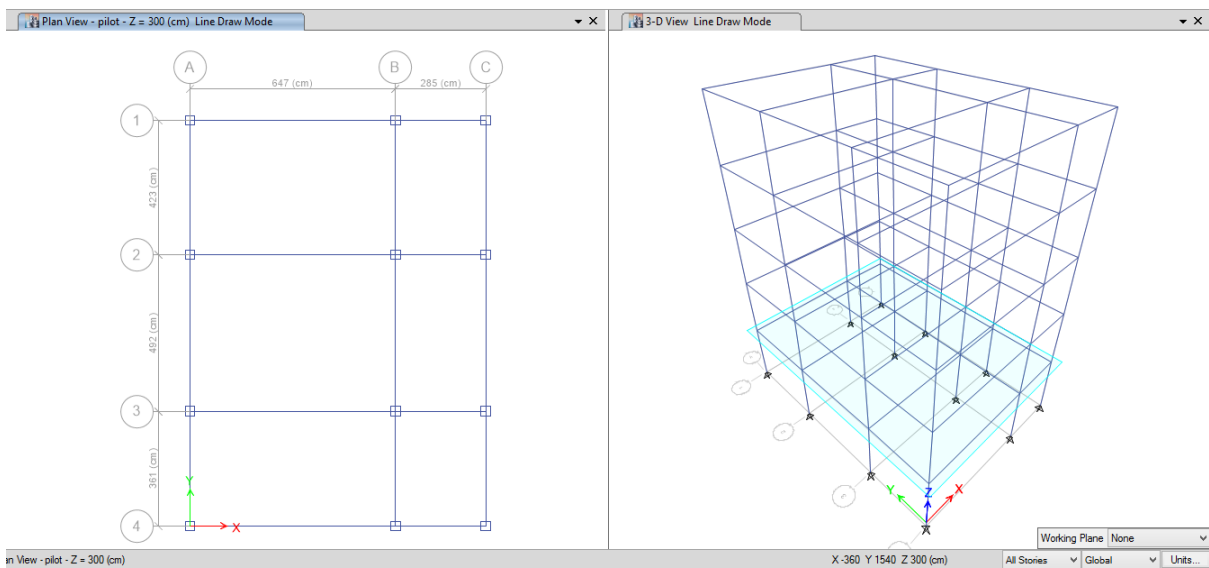 Plan View - pilot - Z = 300 (cm)  Line Draw Mode
3-D View  Line Draw Mode
A
B
C
647 (cm)
285 (cm)
1
423 (cm)
2
492 (cm)
3
361 (cm)
Y
4
X
Y
Z
X
Working Plane
None
an View - pilot - Z = 300 (cm)
X -360  Y 1540  Z 300 (cm)
All Stories
Global
Units...